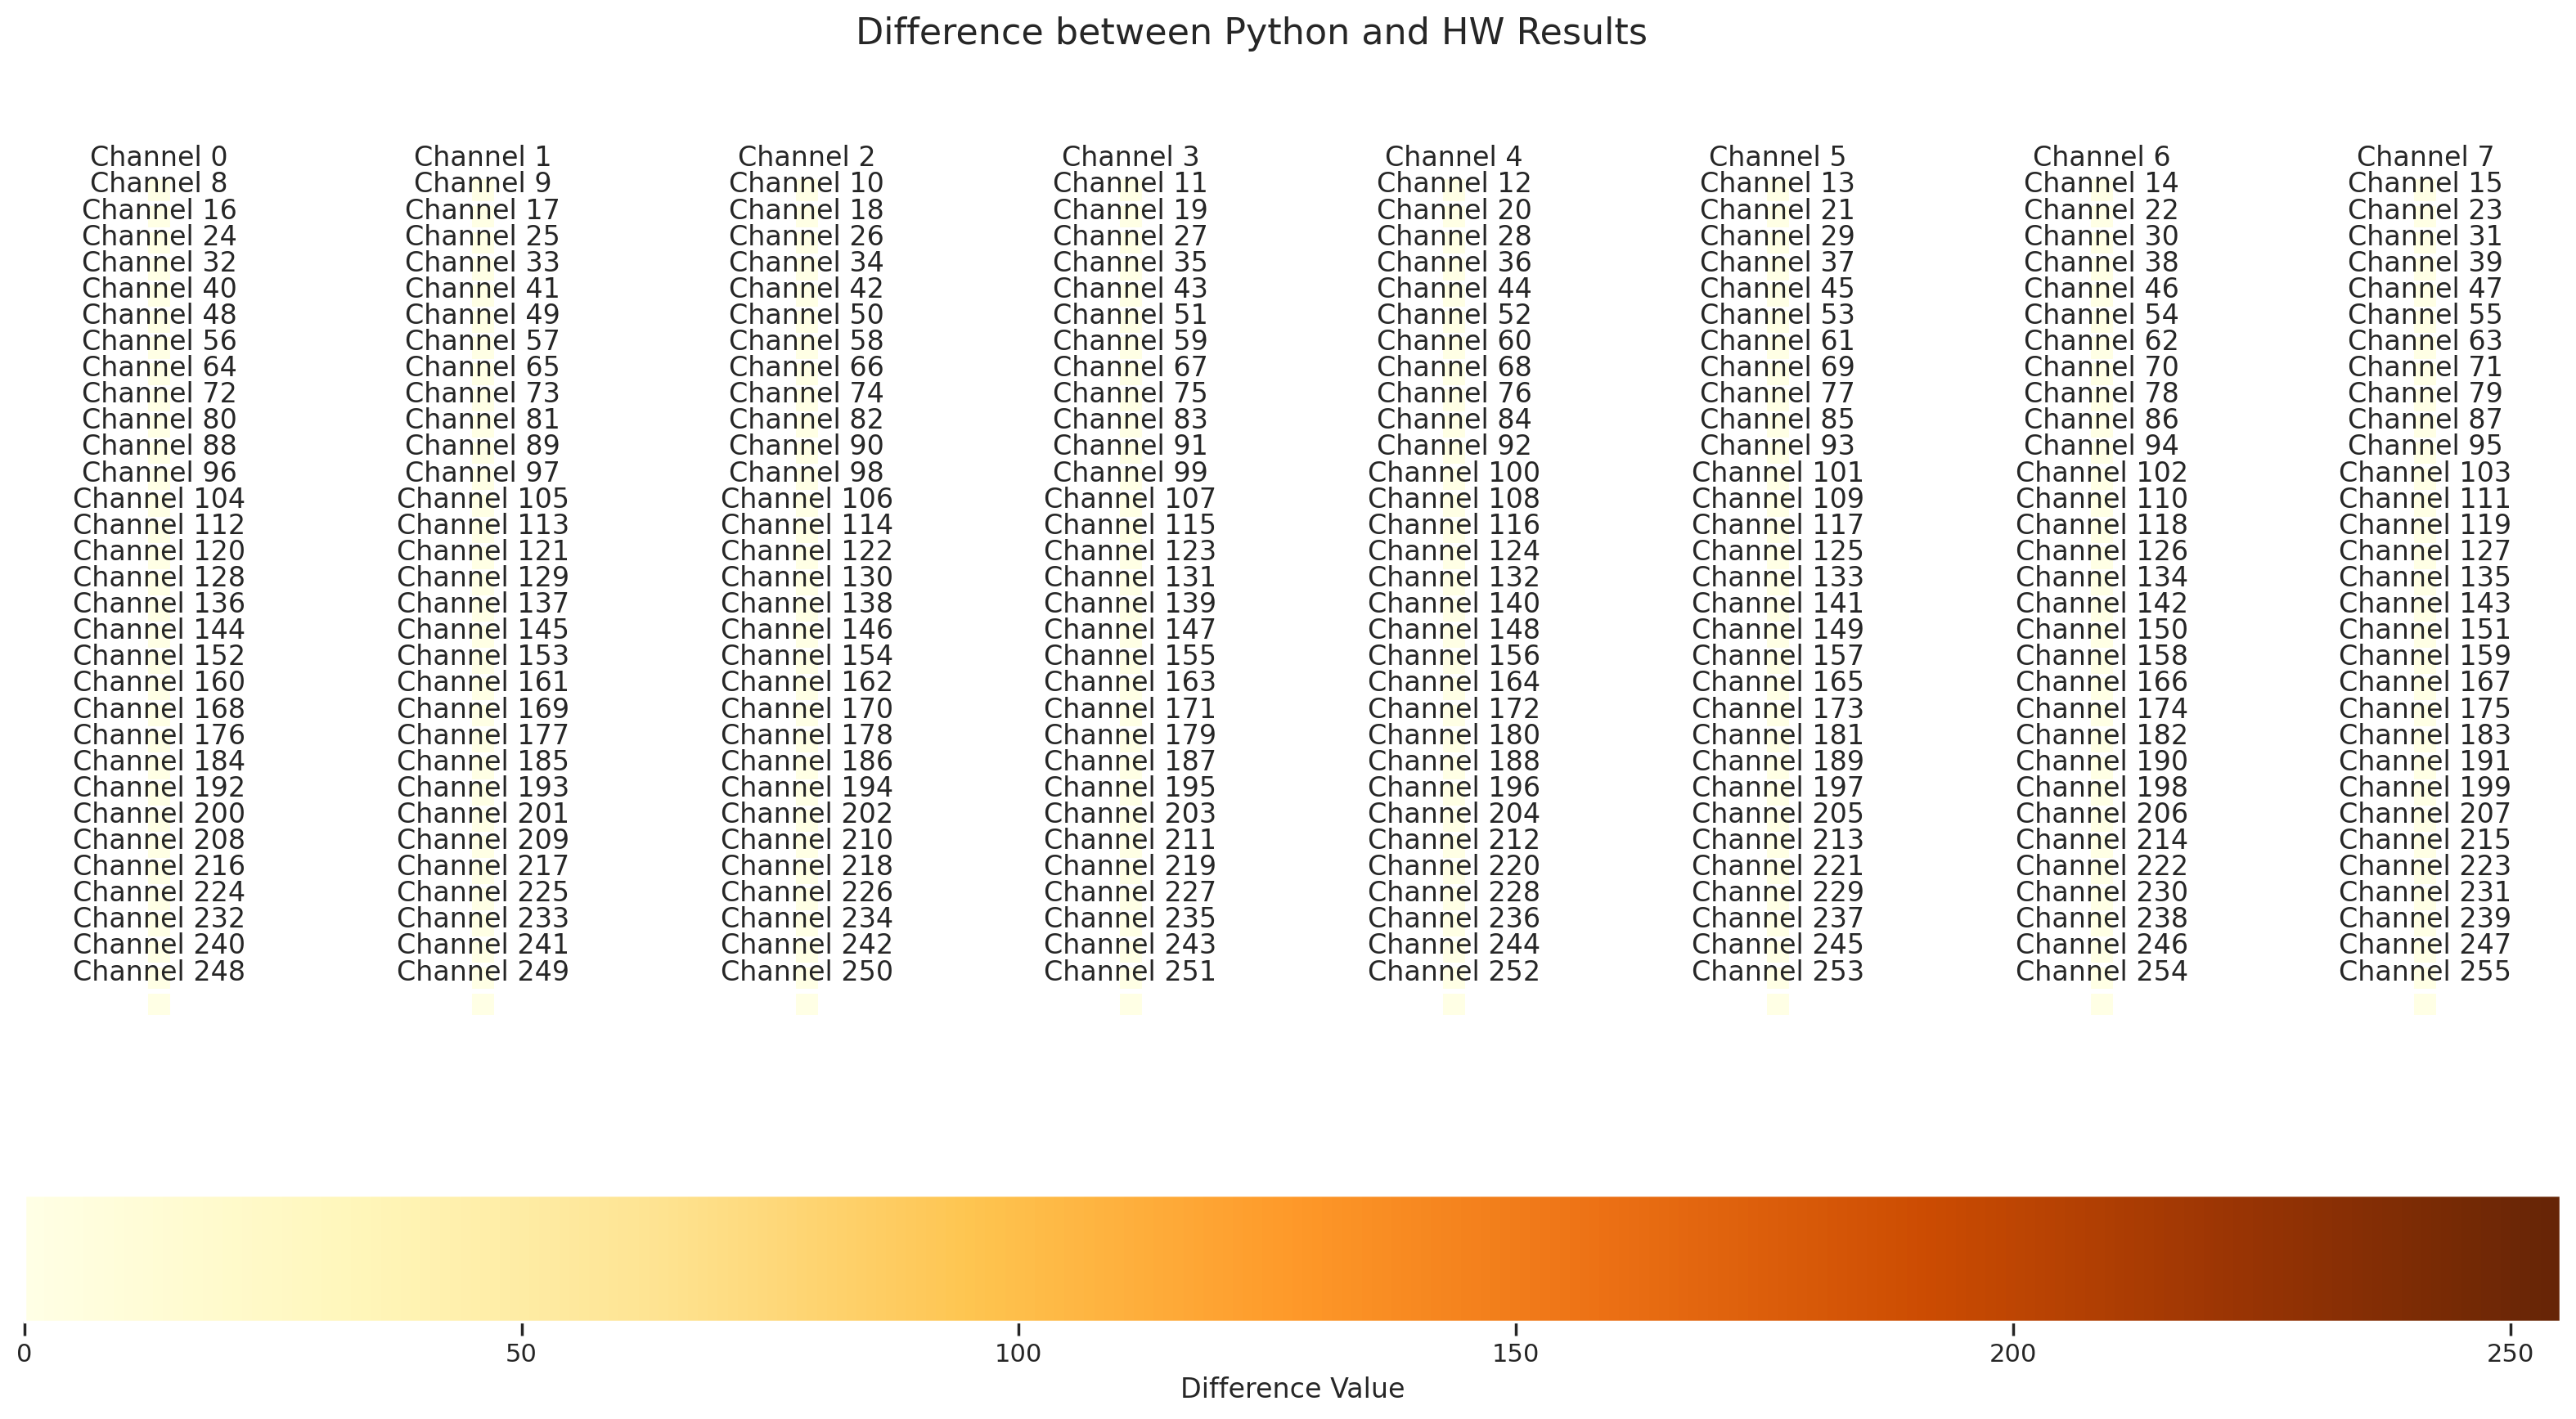 Difference between Python and HW Results
Channel 0 Channel 1 Channel 2 Channel 3 Channel 4 Channel 5 Channel 6 Channel 7
Channel 8 Channel 9 Channel 10 Channel 11 Channel 12 Channel 13 Channel 14 Channel 15
Channel 16 Channel 17 Channel 18 Channel 19 Channel 20 Channel 21 Channel 22 Channel 23
Channel 24 Channel 25 Channel 26 Channel 27 Channel 28 Channel 29 Channel 30 Channel 31
Channel 32 Channel 33 Channel 34 Channel 35 Channel 36 Channel 37 Channel 38 Channel 39
Channel 40 Channel 41 Channel 42 Channel 43 Channel 44 Channel 45 Channel 46 Channel 47
Channel 48 Channel 49 Channel 50 Channel 51 Channel 52 Channel 53 Channel 54 Channel 55
Channel 56 Channel 57 Channel 58 Channel 59 Channel 60 Channel 61 Channel 62 Channel 63
Channel 64 Channel 65 Channel 66 Channel 67 Channel 68 Channel 69 Channel 70 Channel 71
Channel 72 Channel 73 Channel 74 Channel 75 Channel 76 Channel 77 Channel 78 Channel 79
Channel 80 Channel 81 Channel 82 Channel 83 Channel 84 Channel 85 Channel 86 Channel 87
Channel 88 Channel 89 Channel 90 Channel 91 Channel 92 Channel 93 Channel 94 Channel 95
Channel 96 Channel 97 Channel 98 Channel 99 Channel 100 Channel 101 Channel 102 Channel 103
Channel 104 Channel 105 Channel 106 Channel 107 Channel 108 Channel 109 Channel 110 Channel 111
Channel 112 Channel 113 Channel 114 Channel 115 Channel 116 Channel 117 Channel 118 Channel 119
Channel 120 Channel 121 Channel 122 Channel 123 Channel 124 Channel 125 Channel 126 Channel 127
Channel 128 Channel 129 Channel 130 Channel 131 Channel 132 Channel 133 Channel 134 Channel 135
Channel 136 Channel 137 Channel 138 Channel 139 Channel 140 Channel 141 Channel 142 Channel 143
Channel 144 Channel 145 Channel 146 Channel 147 Channel 148 Channel 149 Channel 150 Channel 151
Channel 152 Channel 153 Channel 154 Channel 155 Channel 156 Channel 157 Channel 158 Channel 159
Channel 160 Channel 161 Channel 162 Channel 163 Channel 164 Channel 165 Channel 166 Channel 167
Channel 168 Channel 169 Channel 170 Channel 171 Channel 172 Channel 173 Channel 174 Channel 175
Channel 176 Channel 177 Channel 178 Channel 179 Channel 180 Channel 181 Channel 182 Channel 183
Channel 184 Channel 185 Channel 186 Channel 187 Channel 188 Channel 189 Channel 190 Channel 191
Channel 192 Channel 193 Channel 194 Channel 195 Channel 196 Channel 197 Channel 198 Channel 199
Channel 200 Channel 201 Channel 202 Channel 203 Channel 204 Channel 205 Channel 206 Channel 207
Channel 208 Channel 209 Channel 210 Channel 211 Channel 212 Channel 213 Channel 214 Channel 215
Channel 216 Channel 217 Channel 218 Channel 219 Channel 220 Channel 221 Channel 222 Channel 223
Channel 224 Channel 225 Channel 226 Channel 227 Channel 228 Channel 229 Channel 230 Channel 231
Channel 232 Channel 233 Channel 234 Channel 235 Channel 236 Channel 237 Channel 238 Channel 239
Channel 240 Channel 241 Channel 242 Channel 243 Channel 244 Channel 245 Channel 246 Channel 247
Channel 248 Channel 249 Channel 250 Channel 251 Channel 252 Channel 253 Channel 254 Channel 255
0 50 100 150 200 250
Difference Value